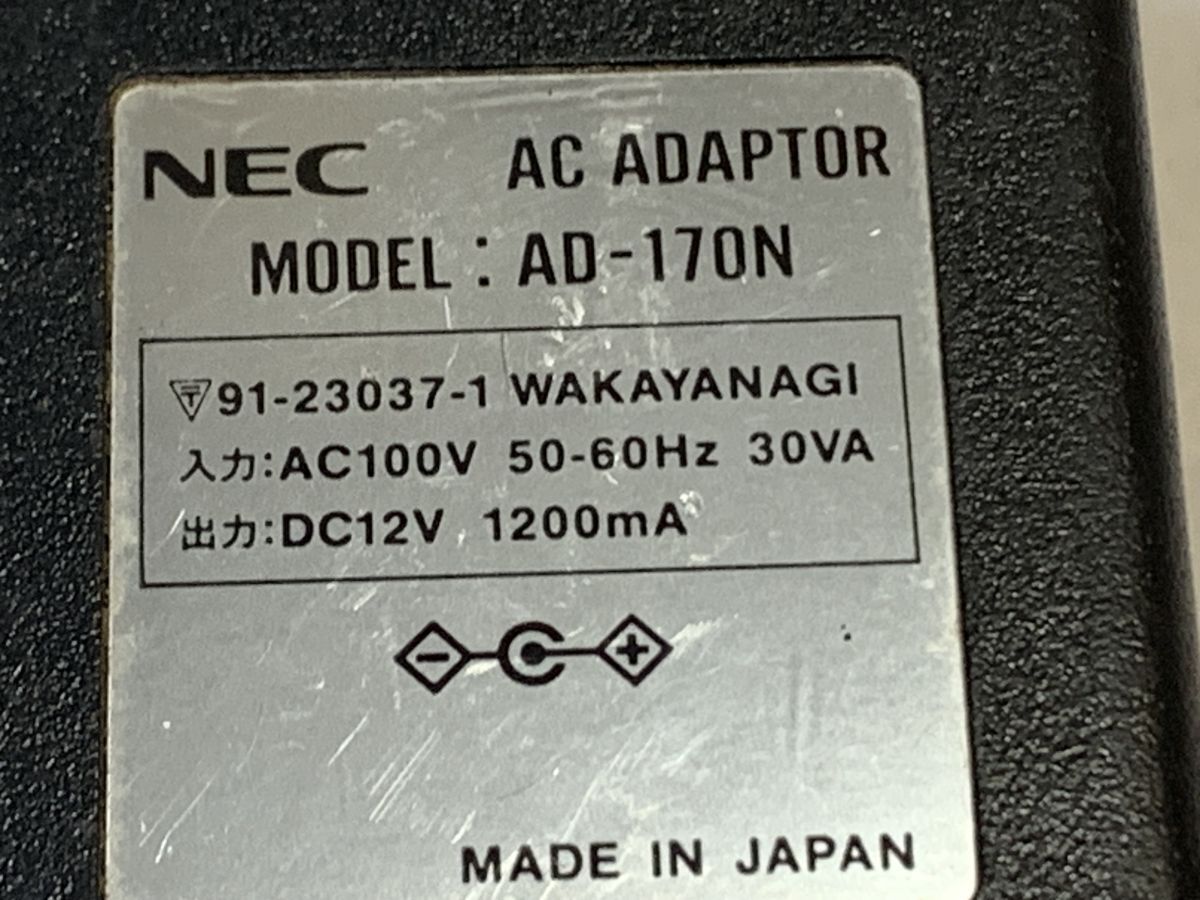 NEC AC ADAPTOR
MODEL : AD-170N
〒91-23037-1 WAKAYANAGI
入力:AC100V 50-60Hz 30VA
出力:DC12V 1200mA
MADE IN JAPAN